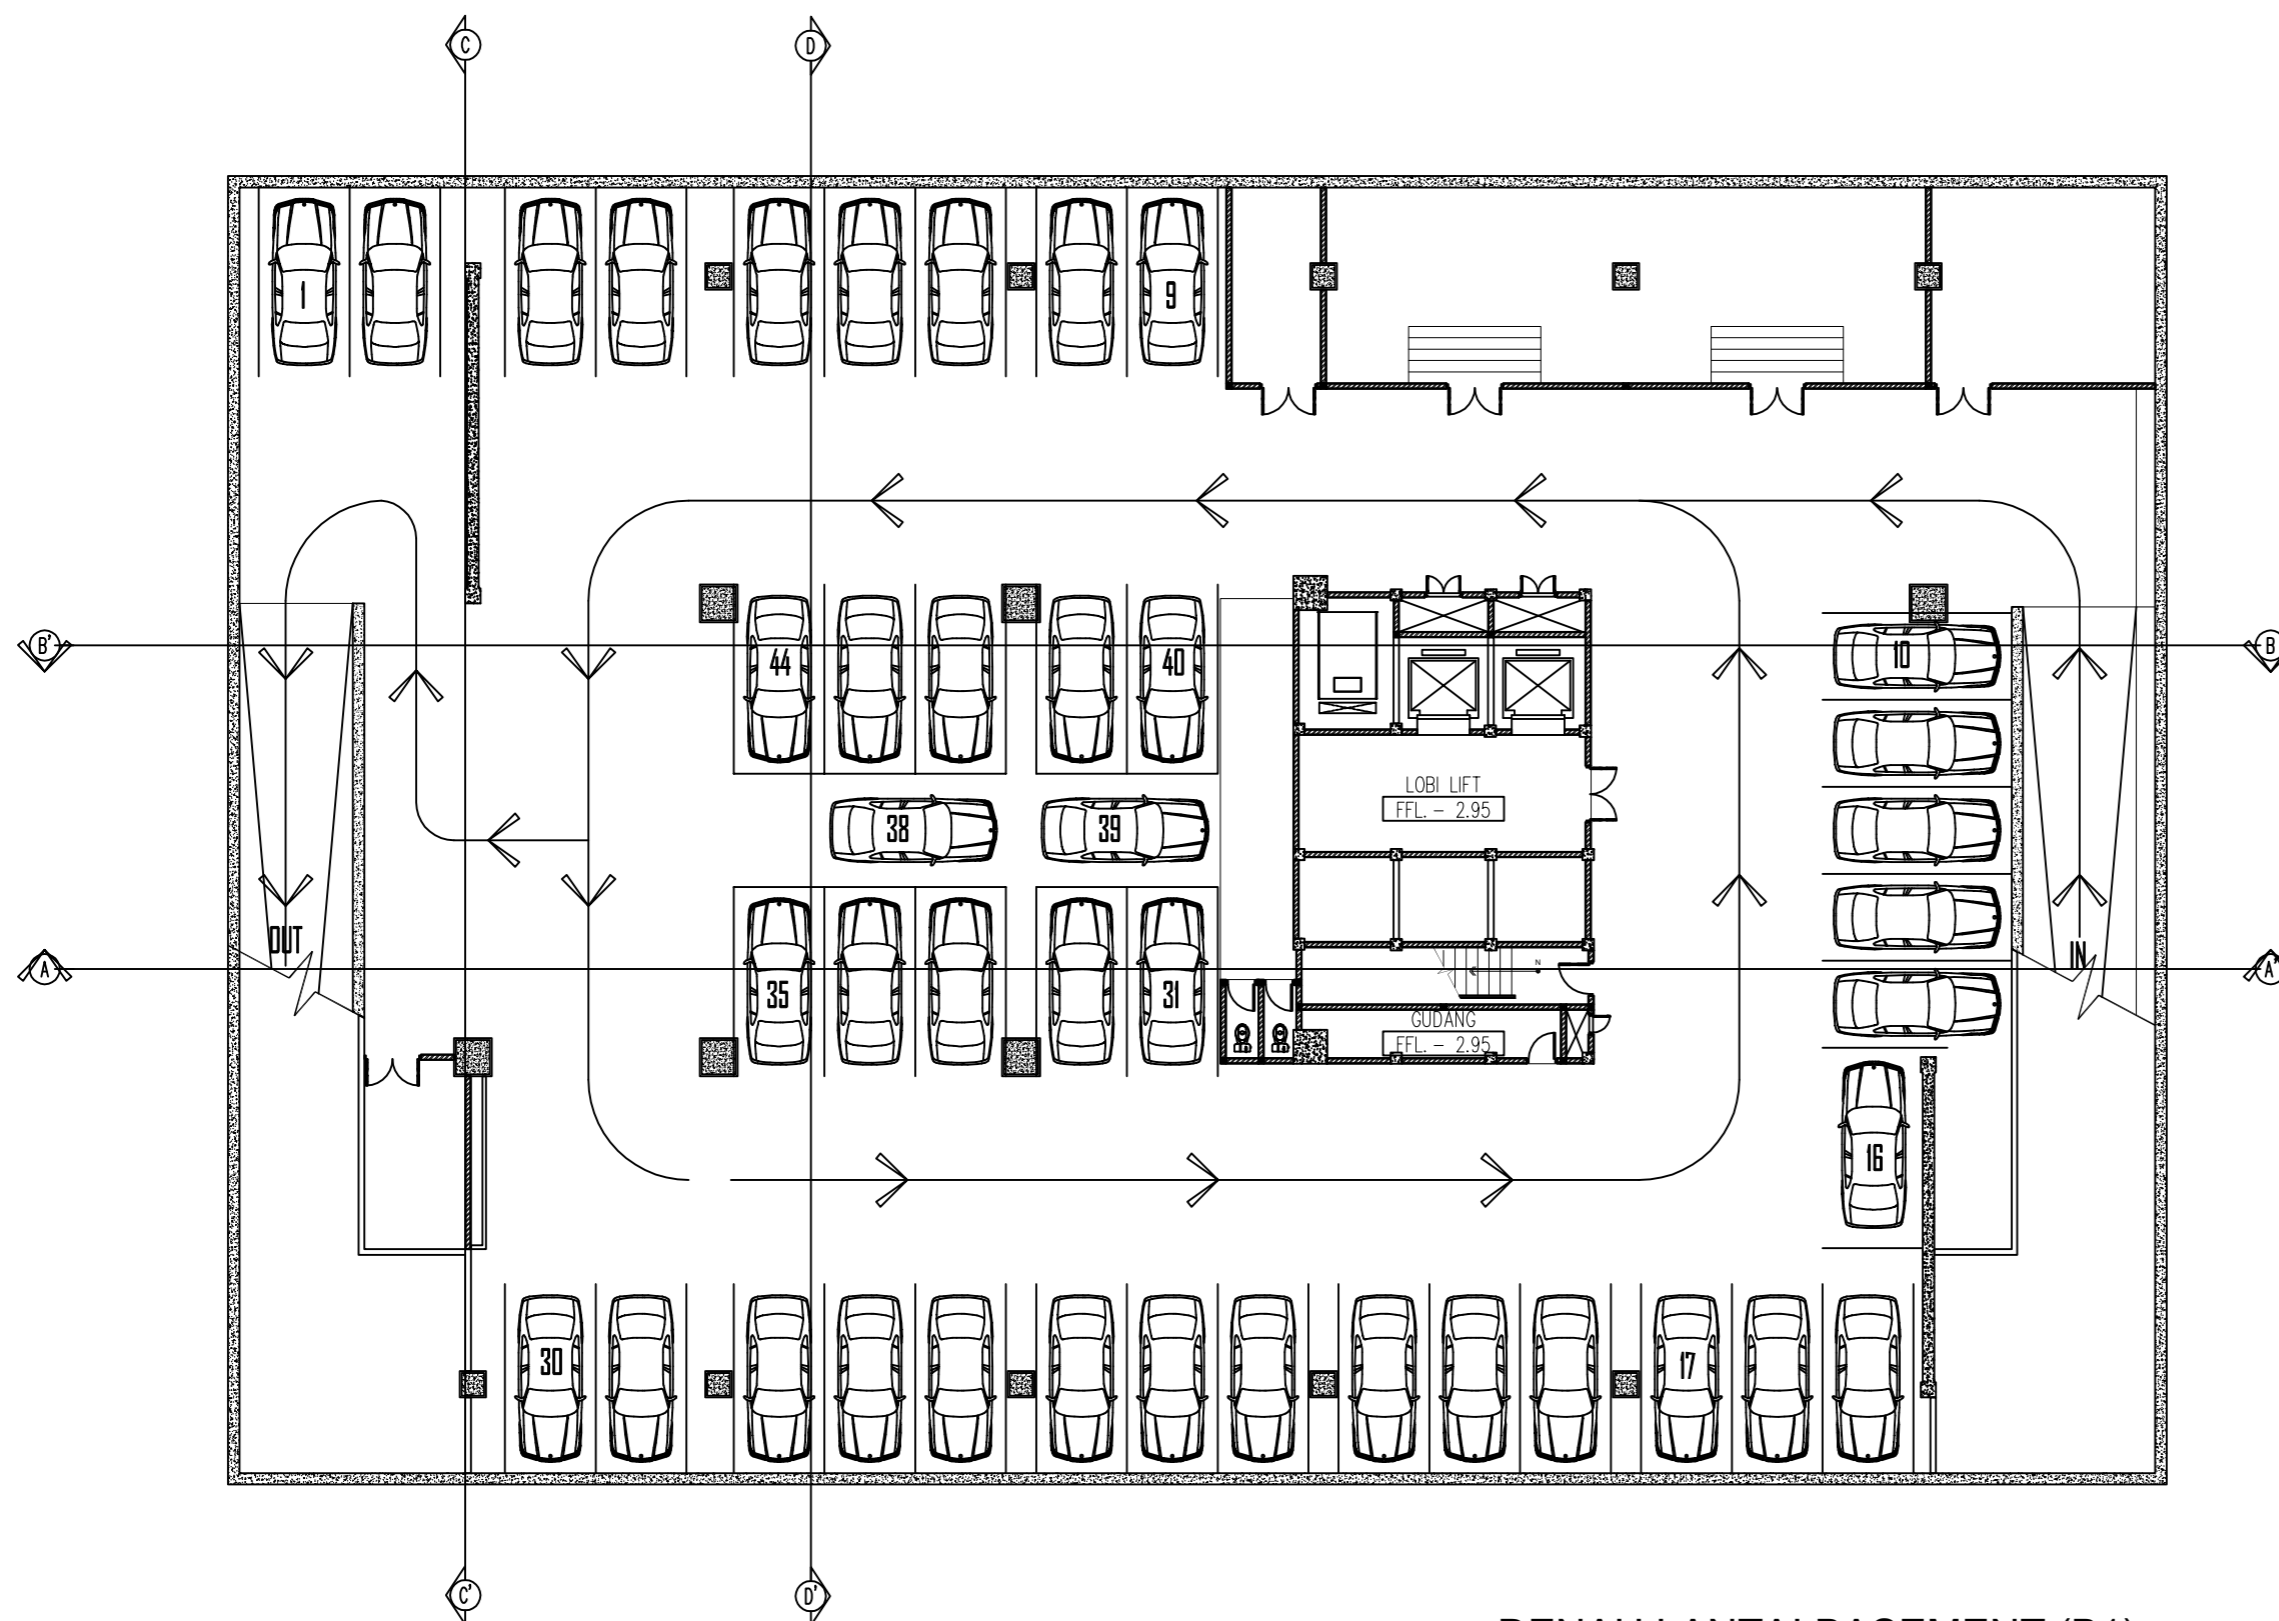 C
D
1
9
B'
44
40
10
B
LOBI LIFT
FFL. - 2.95
38
39
OUT
IN
A
A'
N
35
31
GUDANG
FFL. - 2.95
16
30
17
C'
D'